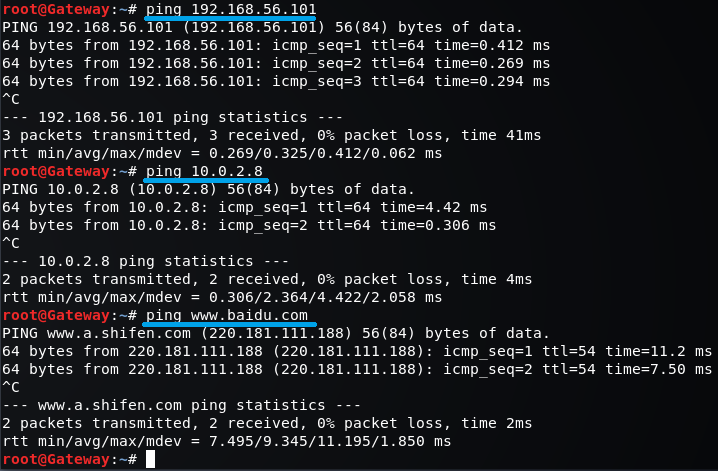 root@Gateway:~# ping 192.168.56.101
PING 192.168.56.101 (192.168.56.101) 56(84) bytes of data.
64 bytes from 192.168.56.101: icmp_seq=1 ttl=64 time=0.412 ms
64 bytes from 192.168.56.101: icmp_seq=2 ttl=64 time=0.269 ms
64 bytes from 192.168.56.101: icmp_seq=3 ttl=64 time=0.294 ms
^C
--- 192.168.56.101 ping statistics ---
3 packets transmitted, 3 received, 0% packet loss, time 41ms
rtt min/avg/max/mdev = 0.269/0.325/0.412/0.062 ms
root@Gateway:~# ping 10.0.2.8
PING 10.0.2.8 (10.0.2.8) 56(84) bytes of data.
64 bytes from 10.0.2.8: icmp_seq=1 ttl=64 time=4.42 ms
64 bytes from 10.0.2.8: icmp_seq=2 ttl=64 time=0.306 ms
^C
--- 10.0.2.8 ping statistics ---
2 packets transmitted, 2 received, 0% packet loss, time 4ms
rtt min/avg/max/mdev = 0.306/2.364/4.422/2.058 ms
root@Gateway:~# ping www.baidu.com
PING www.a.shifen.com (220.181.111.188) 56(84) bytes of data.
64 bytes from 220.181.111.188 (220.181.111.188): icmp_seq=1 ttl=54 time=11.2 ms
64 bytes from 220.181.111.188 (220.181.111.188): icmp_seq=2 ttl=54 time=7.50 ms
^C
--- www.a.shifen.com ping statistics ---
2 packets transmitted, 2 received, 0% packet loss, time 2ms
rtt min/avg/max/mdev = 7.495/9.345/11.195/1.850 ms
root@Gateway:~#